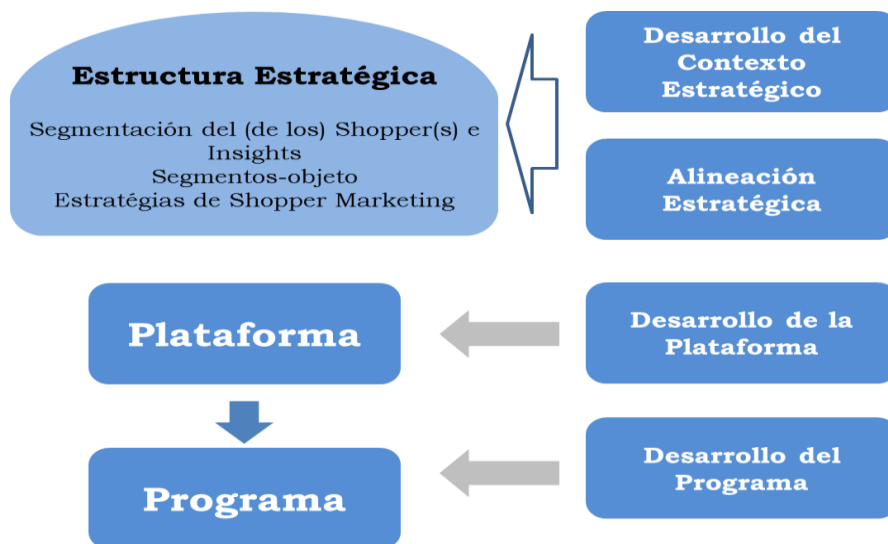 Estructura Estratégica
Segmentación del (de los) Shopper(s) e
Insights
Segmentos-objeto
Estratégias de Shopper Marketing
Desarrollo del
Contexto
Estratégico
Alineación
Estratégica
Plataforma
Desarrollo de la
Plataforma
Programa
Desarrollo del
Programa